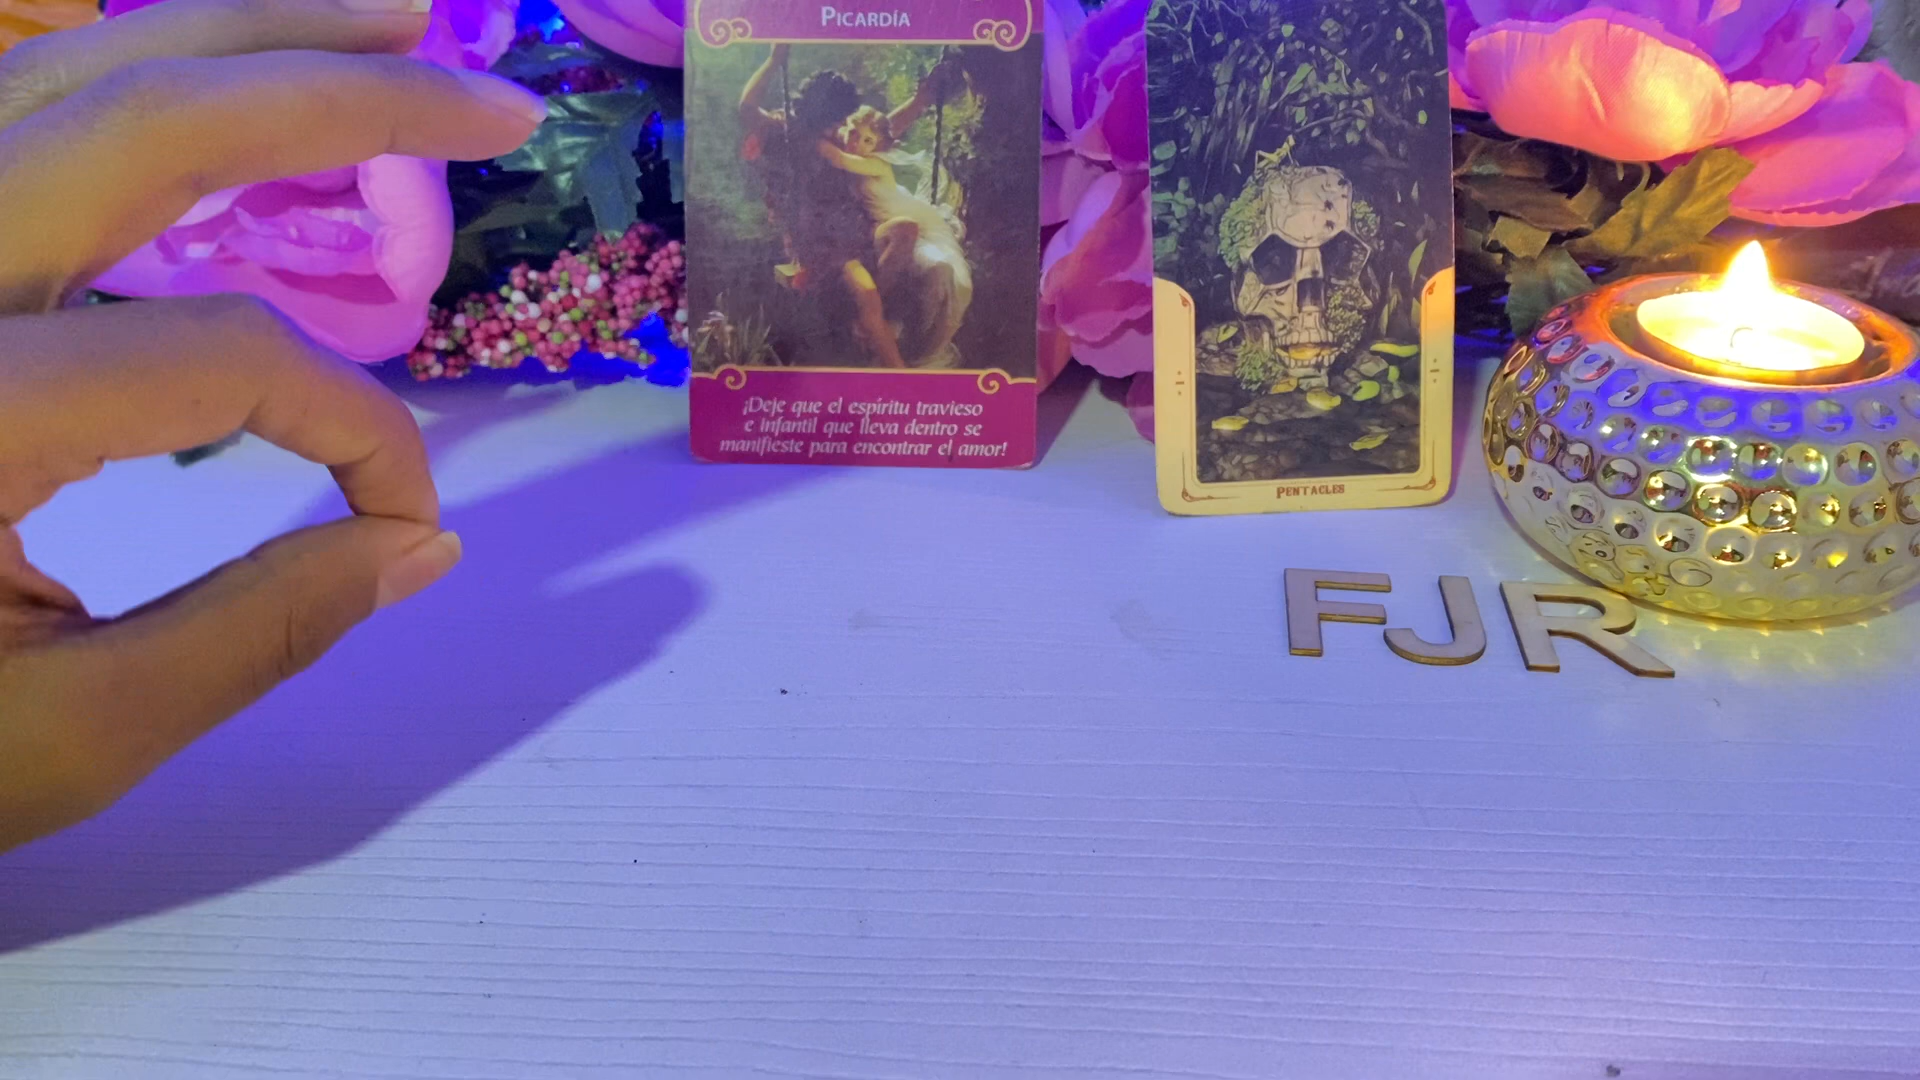 PICARDÍA
¡Deje que el espíritu travieso
e infantil que lleva dentro se
manifieste para encontrar el amor!
PENTACLES
FJR